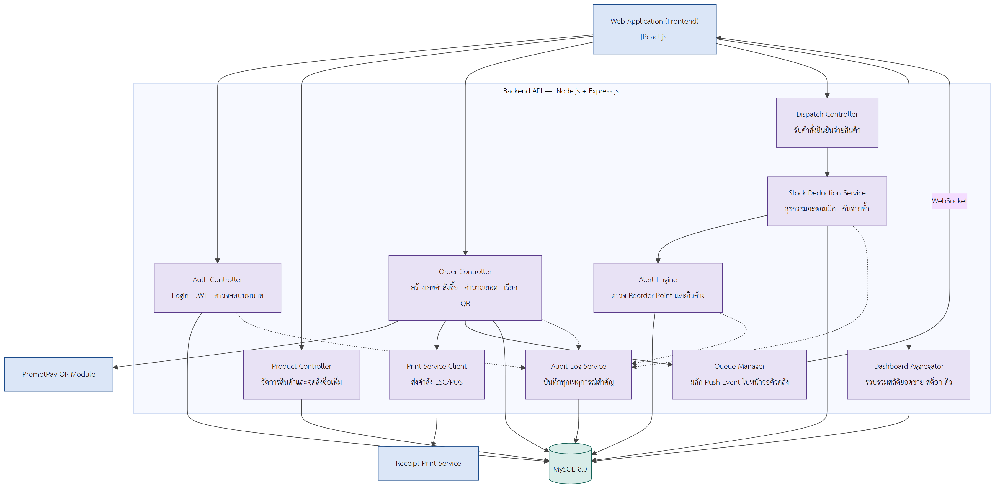 Web Application (Frontend)
[React.js]
Backend API — [Node.js + Express.js]
Dispatch Controller
รับคำสั่งยืนยันจ่ายสินค้า
Stock Deduction Service
ธุรกรรมอะตอมมิก · กันจ่ายซ้ำ
WebSocket
Auth Controller
Login · JWT · ตรวจสอบบทบาท
Order Controller
สร้างเลขคำสั่งซื้อ · คำนวณยอด · เรียก
QR
Alert Engine
ตรวจ Reorder Point และคิวค้าง
PromptPay QR Module
Product Controller
จัดการสินค้าและจุดสั่งซื้อเพิ่ม
Print Service Client
ส่งคำสั่ง ESC/POS
Audit Log Service
บันทึกทุกเหตุการณ์สำคัญ
Queue Manager
ผลัก Push Event ไปหน้าจอคิวคลัง
Dashboard Aggregator
รวบรวมสถิติยอดขาย สต็อก คิว
Receipt Print Service
MySQL 8.0